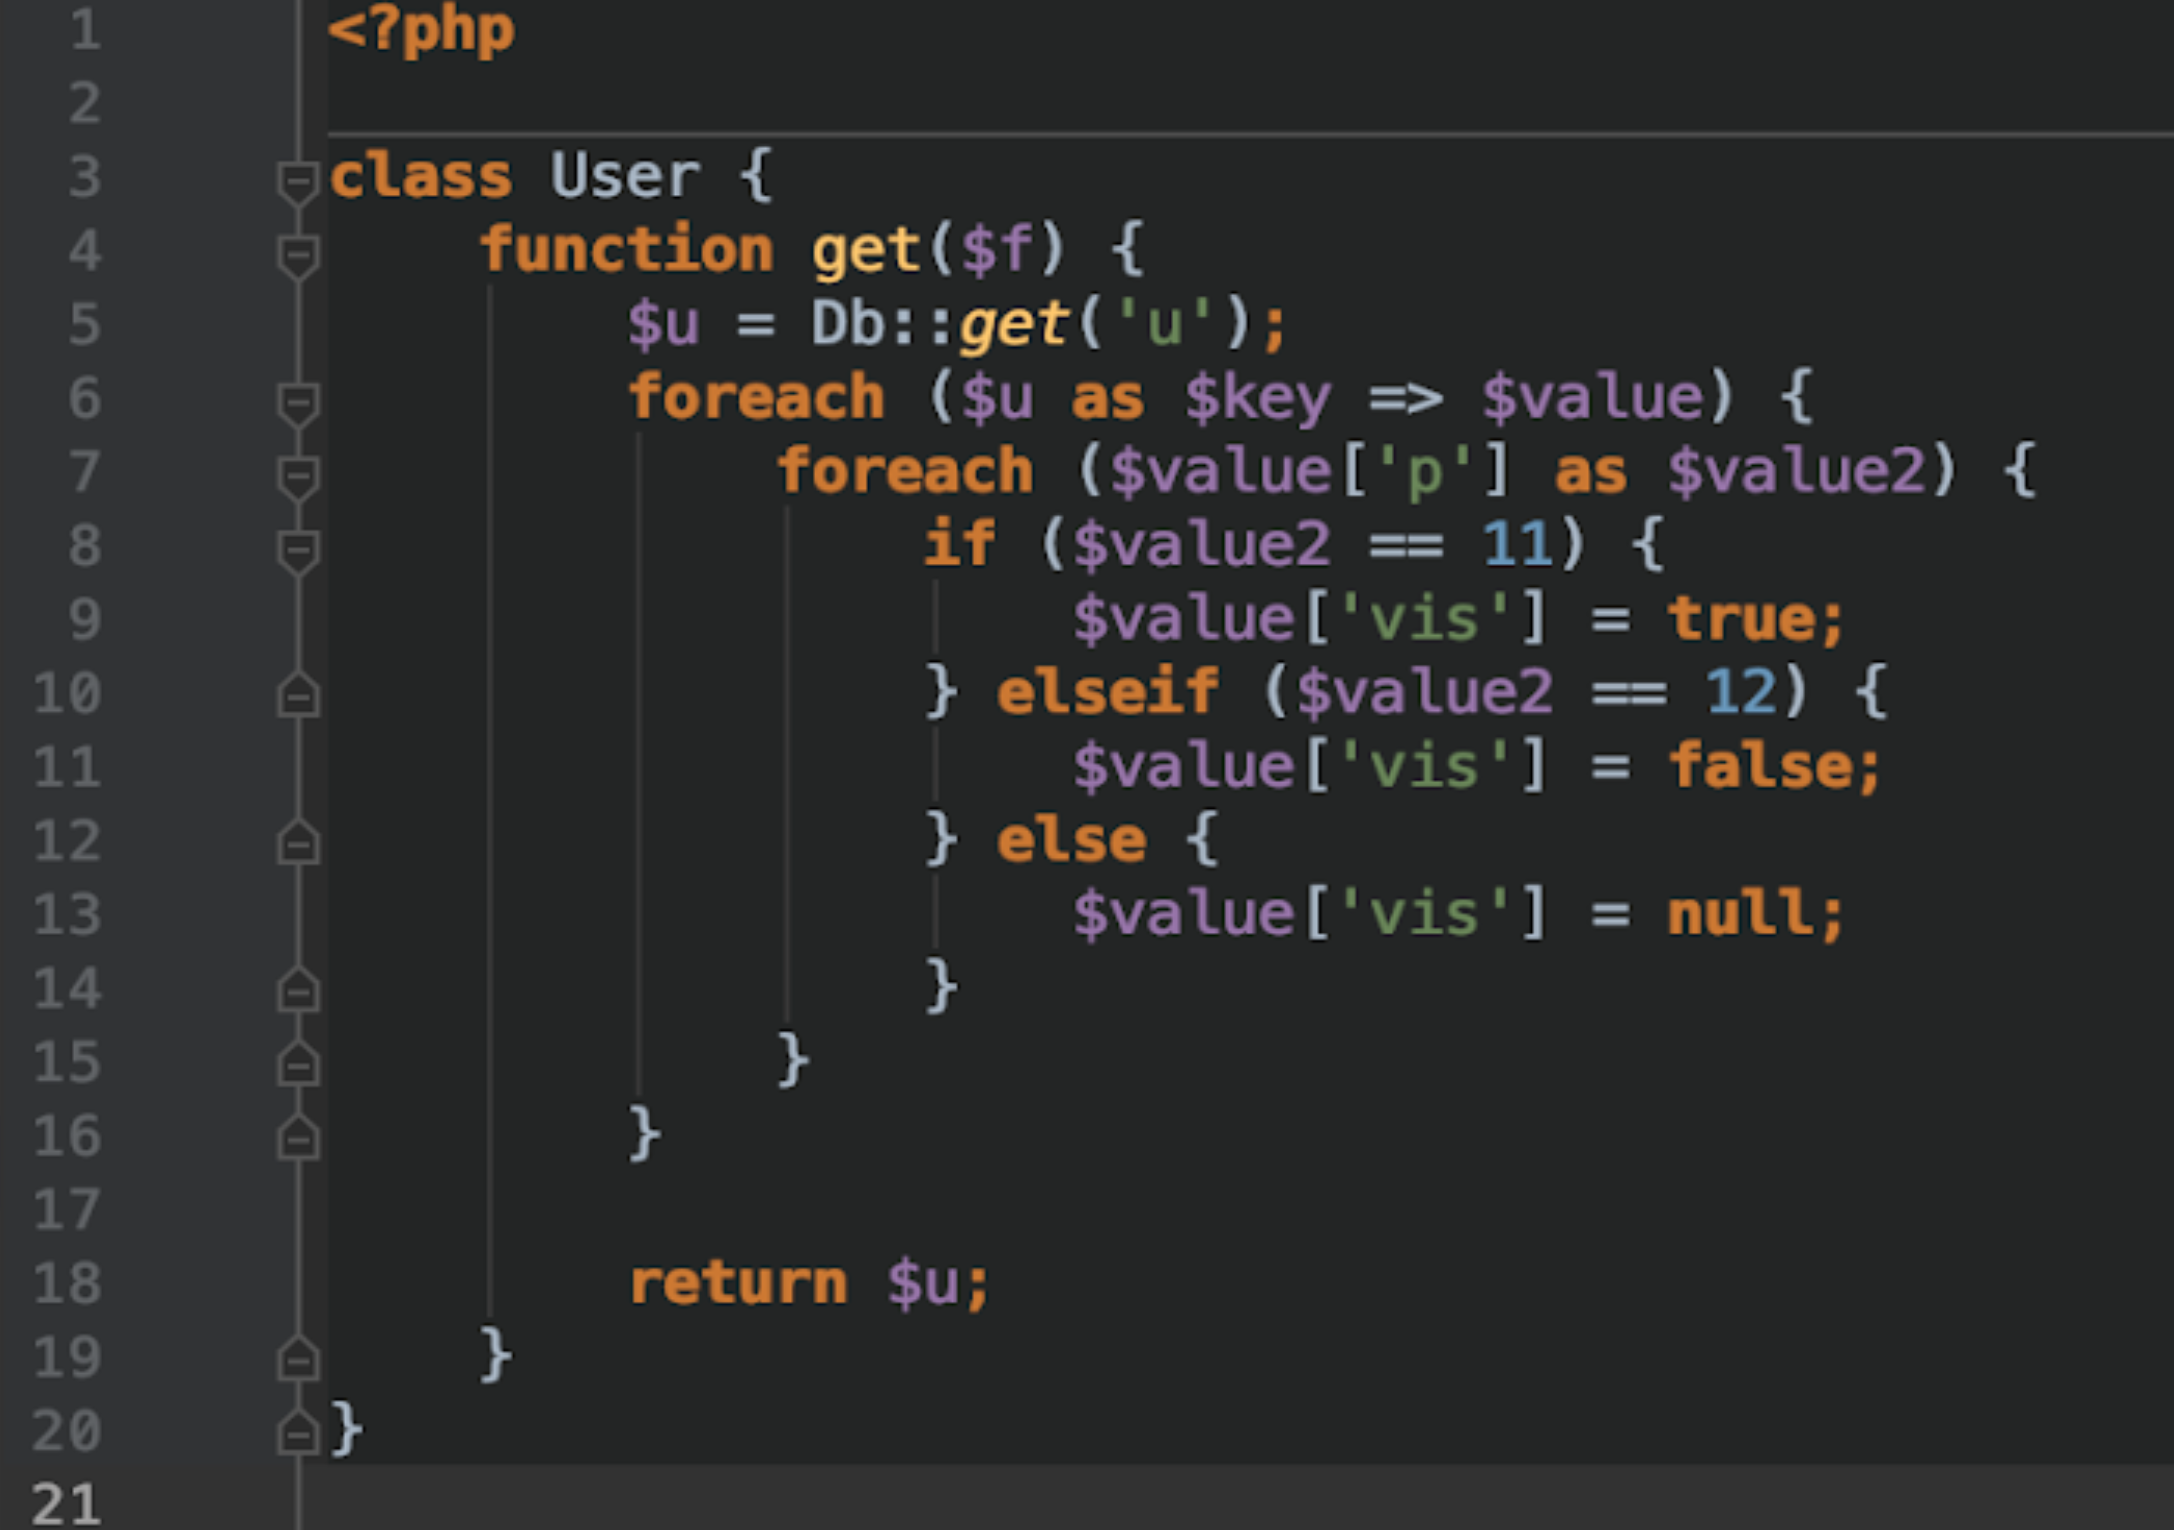 1 <?php
2
3 class User {
4     function get($f) {
5         $u = Db::get('u');
6         foreach ($u as $key => $value) {
7             foreach ($value['p'] as $value2) {
8                 if ($value2 == 11) {
9                     $value['vis'] = true;
10                } elseif ($value2 == 12) {
11                    $value['vis'] = false;
12                } else {
13                    $value['vis'] = null;
14                }
15            }
16        }
17
18        return $u;
19    }
20 }
21